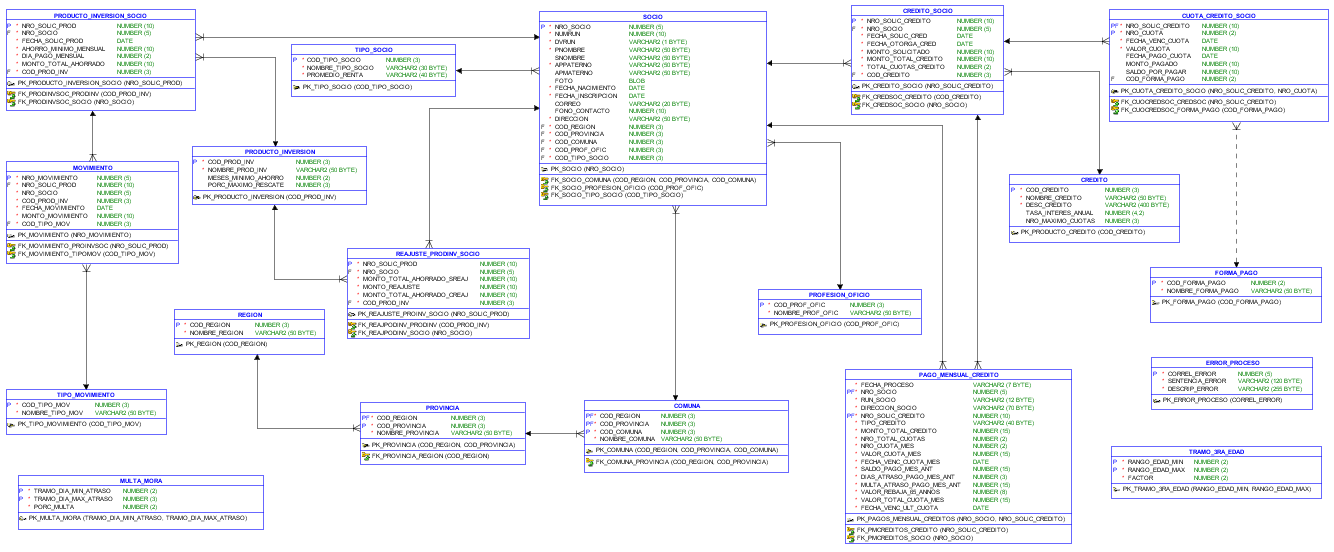 PRODUCTO_INVERSION_SOCIO
P * NRO_SOLIC_PROD NUMBER (10)
F * NRO_SOCIO NUMBER (5)
* FECHA_SOLIC_PROD DATE
* AHORRO_MINIMO_MENSUAL NUMBER (10)
* DIA_PAGO_MENSUAL NUMBER (2)
* MONTO_TOTAL_AHORRADO NUMBER (10)
F * COD_PROD_INV NUMBER (3)
PK_PRODUCTO_INVERSION_SOCIO (NRO_SOLIC_PROD)
FK_PRODINVSOC_PRODINV (COD_PROD_INV)
FK_PRODINVSOC_SOCIO (NRO_SOCIO)
TIPO_SOCIO
P * COD_TIPO_SOCIO NUMBER (3)
* NOMBRE_TIPO_SOCIO VARCHAR2 (50 BYTE)
* PROMEDIO_RENTA VARCHAR2 (40 BYTE)
PK_TIPO_SOCIO (COD_TIPO_SOCIO)
SOCIO
P * NRO_SOCIO NUMBER (5)
* NUMRUN NUMBER (10)
* DVRUN VARCHAR2 (1 BYTE)
* PNOMBRE VARCHAR2 (50 BYTE)
SNOMBRE VARCHAR2 (50 BYTE)
* APPATERNO VARCHAR2 (50 BYTE)
* APMATERNO VARCHAR2 (50 BYTE)
FOTO BLOB
* FECHA_NACIMIENTO DATE
* FECHA_INSCRIPCION DATE
CORREO VARCHAR2 (20 BYTE)
FONO_CONTACTO NUMBER (10)
* DIRECCION VARCHAR2 (50 BYTE)
F * COD_REGION NUMBER (3)
F * COD_PROVINCIA NUMBER (3)
F * COD_COMUNA NUMBER (3)
F * COD_PROF_OFIC NUMBER (3)
F * COD_TIPO_SOCIO NUMBER (3)
PK_SOCIO (NRO_SOCIO)
FK_SOCIO_COMUNA (COD_REGION, COD_PROVINCIA, COD_COMUNA)
FK_SOCIO_PROFESION_OFICIO (COD_PROF_OFIC)
FK_SOCIO_TIPO_SOCIO (COD_TIPO_SOCIO)
CREDITO_SOCIO
P * NRO_SOLIC_CREDITO NUMBER (10)
F * NRO_SOCIO NUMBER (5)
* FECHA_SOLIC_CRED DATE
* FECHA_OTORGA_CRED DATE
* MONTO_SOLICITADO NUMBER (10)
* MONTO_TOTAL_CREDITO NUMBER (10)
* TOTAL_CUOTAS_CREDITO NUMBER (2)
F * COD_CREDITO NUMBER (3)
PK_CREDITO_SOCIO (NRO_SOLIC_CREDITO)
FK_CREDSOC_CREDITO (COD_CREDITO)
FK_CREDSOC_SOCIO (NRO_SOCIO)
CUOTA_CREDITO_SOCIO
PF * NRO_SOLIC_CREDITO NUMBER (10)
P * NRO_CUOTA NUMBER (2)
* FECHA_VENC_CUOTA DATE
* VALOR_CUOTA NUMBER (10)
FECHA_PAGO_CUOTA DATE
MONTO_PAGADO NUMBER (10)
SALDO_POR_PAGAR NUMBER (10)
F COD_FORMA_PAGO NUMBER (2)
PK_CUOTA_CREDITO_SOCIO (NRO_SOLIC_CREDITO, NRO_CUOTA)
FK_CUOCREDSOC_CREDSOC (NRO_SOLIC_CREDITO)
FK_CUOCREDSOC_FORMA_PAGO (COD_FORMA_PAGO)
MOVIMIENTO
P * NRO_MOVIMIENTO NUMBER (5)
F * NRO_SOLIC_PROD NUMBER (10)
* NRO_SOCIO NUMBER (5)
* COD_PROD_INV NUMBER (3)
* FECHA_MOVIMIENTO DATE
* MONTO_MOVIMIENTO NUMBER (10)
F * COD_TIPO_MOV NUMBER (3)
PK_MOVIMIENTO (NRO_MOVIMIENTO)
FK_MOVIMIENTO_PROINVSOC (NRO_SOLIC_PROD)
FK_MOVIMIENTO_TIPOMOV (COD_TIPO_MOV)
PRODUCTO_INVERSION
P * COD_PROD_INV NUMBER (3)
* NOMBRE_PROD_INV VARCHAR2 (50 BYTE)
MESES_MINIMO_AHORRO NUMBER (2)
PORC_MAXIMO_RESCATE NUMBER (3)
PK_PRODUCTO_INVERSION (COD_PROD_INV)
CREDITO
P * COD_CREDITO NUMBER (3)
* NOMBRE_CREDITO VARCHAR2 (50 BYTE)
* DESC_CREDITO VARCHAR2 (400 BYTE)
TASA_INTERES_ANUAL NUMBER (4,2)
NRO_MAXIMO_CUOTAS NUMBER (3)
PK_PRODUCTO_CREDITO (COD_CREDITO)
REAJUSTE_PRODINV_SOCIO
P * NRO_SOLIC_PROD NUMBER (10)
F * NRO_SOCIO NUMBER (5)
* MONTO_TOTAL_AHORRADO_SREAJ NUMBER (10)
* MONTO_REAJUSTE NUMBER (10)
* MONTO_TOTAL_AHORRADO_CREAJ NUMBER (10)
F * COD_PROD_INV NUMBER (3)
PK_REAJUSTE_PROINV_SOCIO (NRO_SOLIC_PROD)
FK_REAJPODINV_PRODINV (COD_PROD_INV)
FK_REAJPODINV_SOCIO (NRO_SOCIO)
FORMA_PAGO
P * COD_FORMA_PAGO NUMBER (2)
* NOMBRE_FORMA_PAGO VARCHAR2 (50 BYTE)
PK_FORMA_PAGO (COD_FORMA_PAGO)
PROFESION_OFICIO
P * COD_PROF_OFIC NUMBER (3)
* NOMBRE_PROF_OFIC VARCHAR2 (50 BYTE)
PK_PROFESION_OFICIO (COD_PROF_OFIC)
REGION
P * COD_REGION NUMBER (3)
* NOMBRE_REGION VARCHAR2 (50 BYTE)
PK_REGION (COD_REGION)
ERROR_PROCESO
P * CORREL_ERROR NUMBER (5)
* SENTENCIA_ERROR VARCHAR2 (120 BYTE)
* DESCRIP_ERROR VARCHAR2 (255 BYTE)
PK_ERROR_PROCESO (CORREL_ERROR)
PAGO_MENSUAL_CREDITO
* FECHA_PROCESO VARCHAR2 (7 BYTE)
PF * NRO_SOCIO NUMBER (5)
* RUN_SOCIO VARCHAR2 (12 BYTE)
* DIRECCION_SOCIO VARCHAR2 (70 BYTE)
PF * NRO_SOLIC_CREDITO NUMBER (10)
* TIPO_CREDITO VARCHAR2 (40 BYTE)
* MONTO_TOTAL_CREDITO NUMBER (15)
* NRO_TOTAL_CUOTAS NUMBER (2)
* NRO_CUOTA_MES NUMBER (2)
* VALOR_CUOTA_MES NUMBER (15)
* FECHA_VENC_CUOTA_MES DATE
* SALDO_PAGO_MES_ANT NUMBER (15)
* DIAS_ATRASO_PAGO_MES_ANT NUMBER (3)
* MULTA_ATRASO_PAGO_MES_ANT NUMBER (15)
* VALOR_REBAJA_65_ANNOS NUMBER (8)
* VALOR_TOTAL_CUOTA_MES NUMBER (15)
* FECHA_VENC_ULT_CUOTA DATE
PK_PAGOS_MENSUAL_CREDITOS (NRO_SOCIO, NRO_SOLIC_CREDITO)
FK_PMCREDITOS_CREDITO (NRO_SOLIC_CREDITO)
FK_PMCREDITOS_SOCIO (NRO_SOCIO)
TIPO_MOVIMIENTO
P * COD_TIPO_MOV NUMBER (3)
* NOMBRE_TIPO_MOV VARCHAR2 (50 BYTE)
PK_TIPO_MOVIMIENTO (COD_TIPO_MOV)
PROVINCIA
PF * COD_REGION NUMBER (3)
P * COD_PROVINCIA NUMBER (3)
* NOMBRE_PROVINCIA VARCHAR2 (50 BYTE)
PK_PROVINCIA (COD_REGION, COD_PROVINCIA)
FK_PROVINCIA_REGION (COD_REGION)
COMUNA
PF * COD_REGION NUMBER (3)
PF * COD_PROVINCIA NUMBER (3)
P * COD_COMUNA NUMBER (3)
* NOMBRE_COMUNA VARCHAR2 (50 BYTE)
PK_COMUNA (COD_REGION, COD_PROVINCIA, COD_COMUNA)
FK_COMUNA_PROVINCIA (COD_REGION, COD_PROVINCIA)
TRAMO_3RA_EDAD
P * RANGO_EDAD_MIN NUMBER (2)
P * RANGO_EDAD_MAX NUMBER (2)
* FACTOR NUMBER (2)
PK_TRAMO_3RA_EDAD (RANGO_EDAD_MIN, RANGO_EDAD_MAX)
MULTA_MORA
P * TRAMO_DIA_MIN_ATRASO NUMBER (2)
P * TRAMO_DIA_MAX_ATRASO NUMBER (3)
* PORC_MULTA NUMBER (2)
PK_MULTA_MORA (TRAMO_DIA_MIN_ATRASO, TRAMO_DIA_MAX_ATRASO)